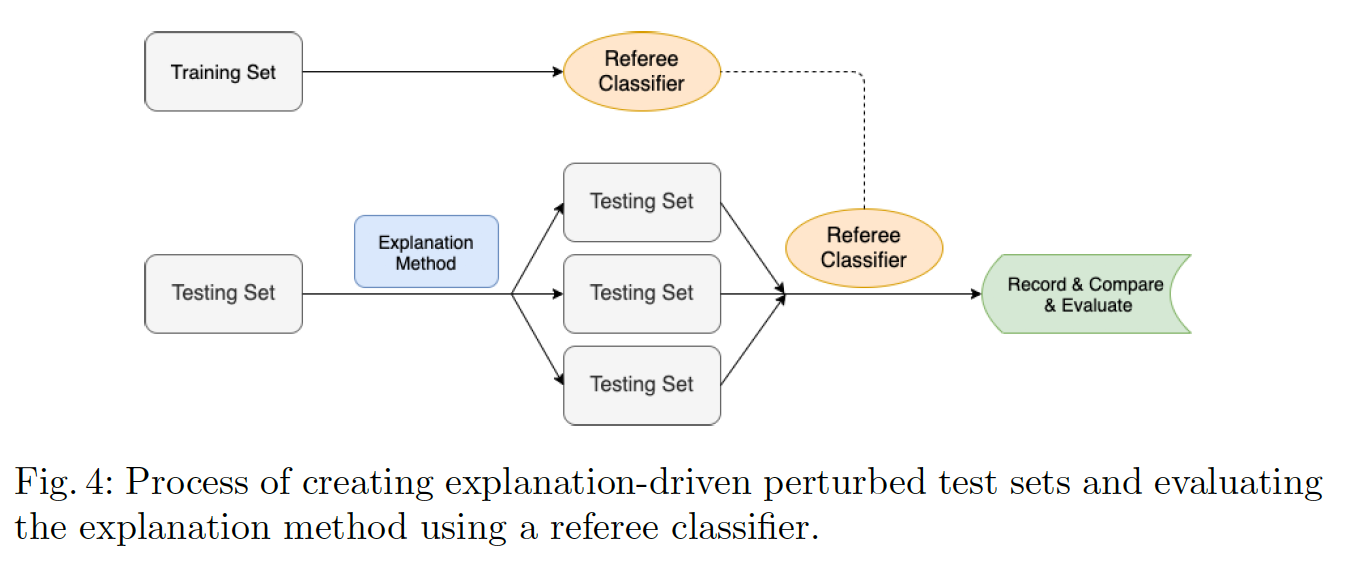 Training Set
Referee
Classifier
Testing Set
Explanation
Method
Referee
Classifier
Testing Set
Testing Set
Record & Compare
& Evaluate
Testing Set
Fig. 4: Process of creating explanation-driven perturbed test sets and evaluating
the explanation method using a referee classifier.